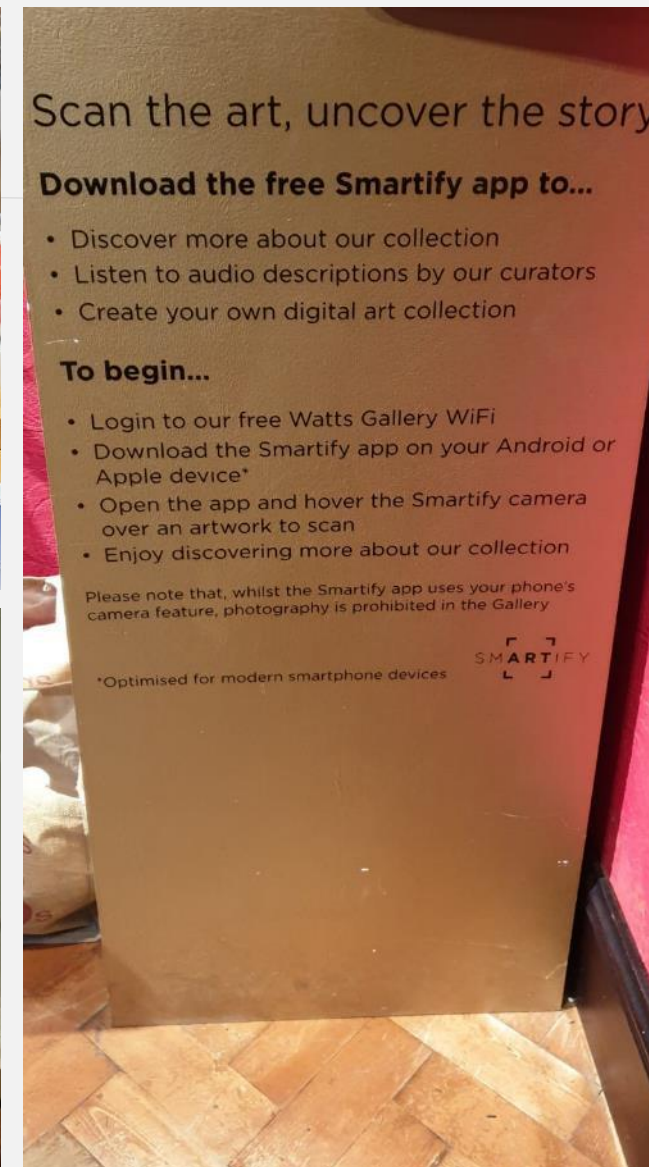 Scan the art, uncover the story
Download the free Smartify app to...
• Discover more about our collection
• Listen to audio descriptions by our curators
• Create your own digital art collection
To begin...
• Login to our free Watts Gallery WiFi
• Download the Smartify app on your Android or
Apple device*
• Open the app and hover the Smartify camera
over an artwork to scan
• Enjoy discovering more about our collection
Please note that, whilst the Smartify app uses your phone's
camera feature, photography is prohibited in the Gallery
SMARTIFY
*Optimised for modern smartphone devices